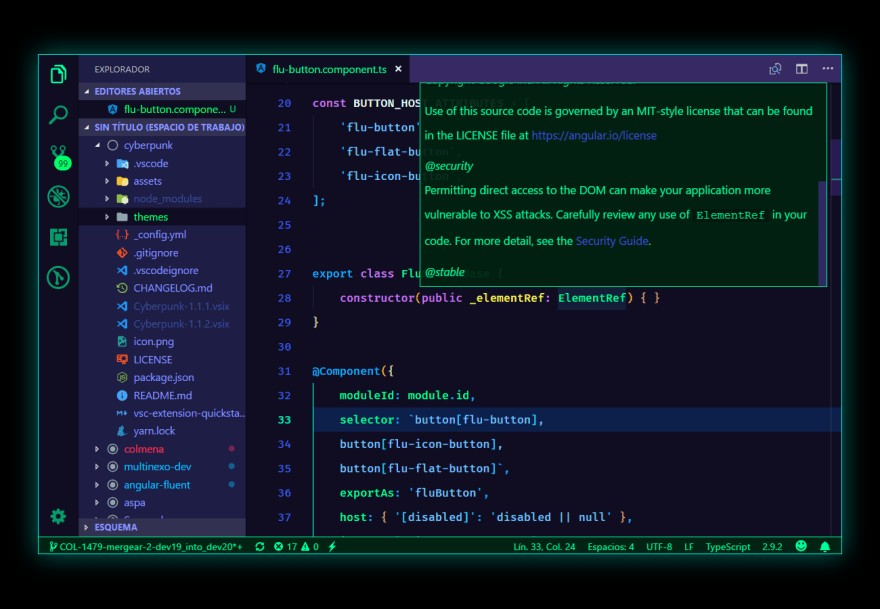 EXPLORADOR
EDITORES ABIERTOS
flu-button.compone... U
SIN TÍTULO (ESPACIO DE TRABAJO)
cyberpunk
.vscode
assets
node_modules
themes
_config.yml
.gitignore
.vscodeignore
CHANGELOG.md
Cyberpunk-1.1.1.vsix
Cyberpunk-1.1.2.vsix
icon.png
LICENSE
package.json
README.md
vsc-extension-quicksta...
yarn.lock
colmena
multinexo-dev
angular-fluent
aspa
ESQUEMA
99
flu-button.component.ts ×
20 const BUTTON_HOST_ATTRIBUTES = [
21 'flu-button'
22 'flu-flat-button',
23 'flu-icon-button',
24 ];
25
26
27 export class Flu
28 constructor(public _elementRef: ElementRef) { }
29 }
30
31 @Component({
32 moduleId: module.id,
33 selector: `button[flu-button],
34 button[flu-icon-button],
35 button[flu-flat-button]`,
36 exportAs: 'fluButton',
37 host: { '[disabled]': 'disabled || null' },
Use of this source code is governed by an MIT-style license that can be found
in the LICENSE file at https://angular.io/license
@security
Permitting direct access to the DOM can make your application more
vulnerable to XSS attacks. Carefully review any use of ElementRef in your
code. For more detail, see the Security Guide.
@stable
COL-1479-mergear-2-dev19_into_dev20*+ 17 0 Lín. 33, Col. 24 Espacios: 4 UTF-8 LF TypeScript 2.9.2